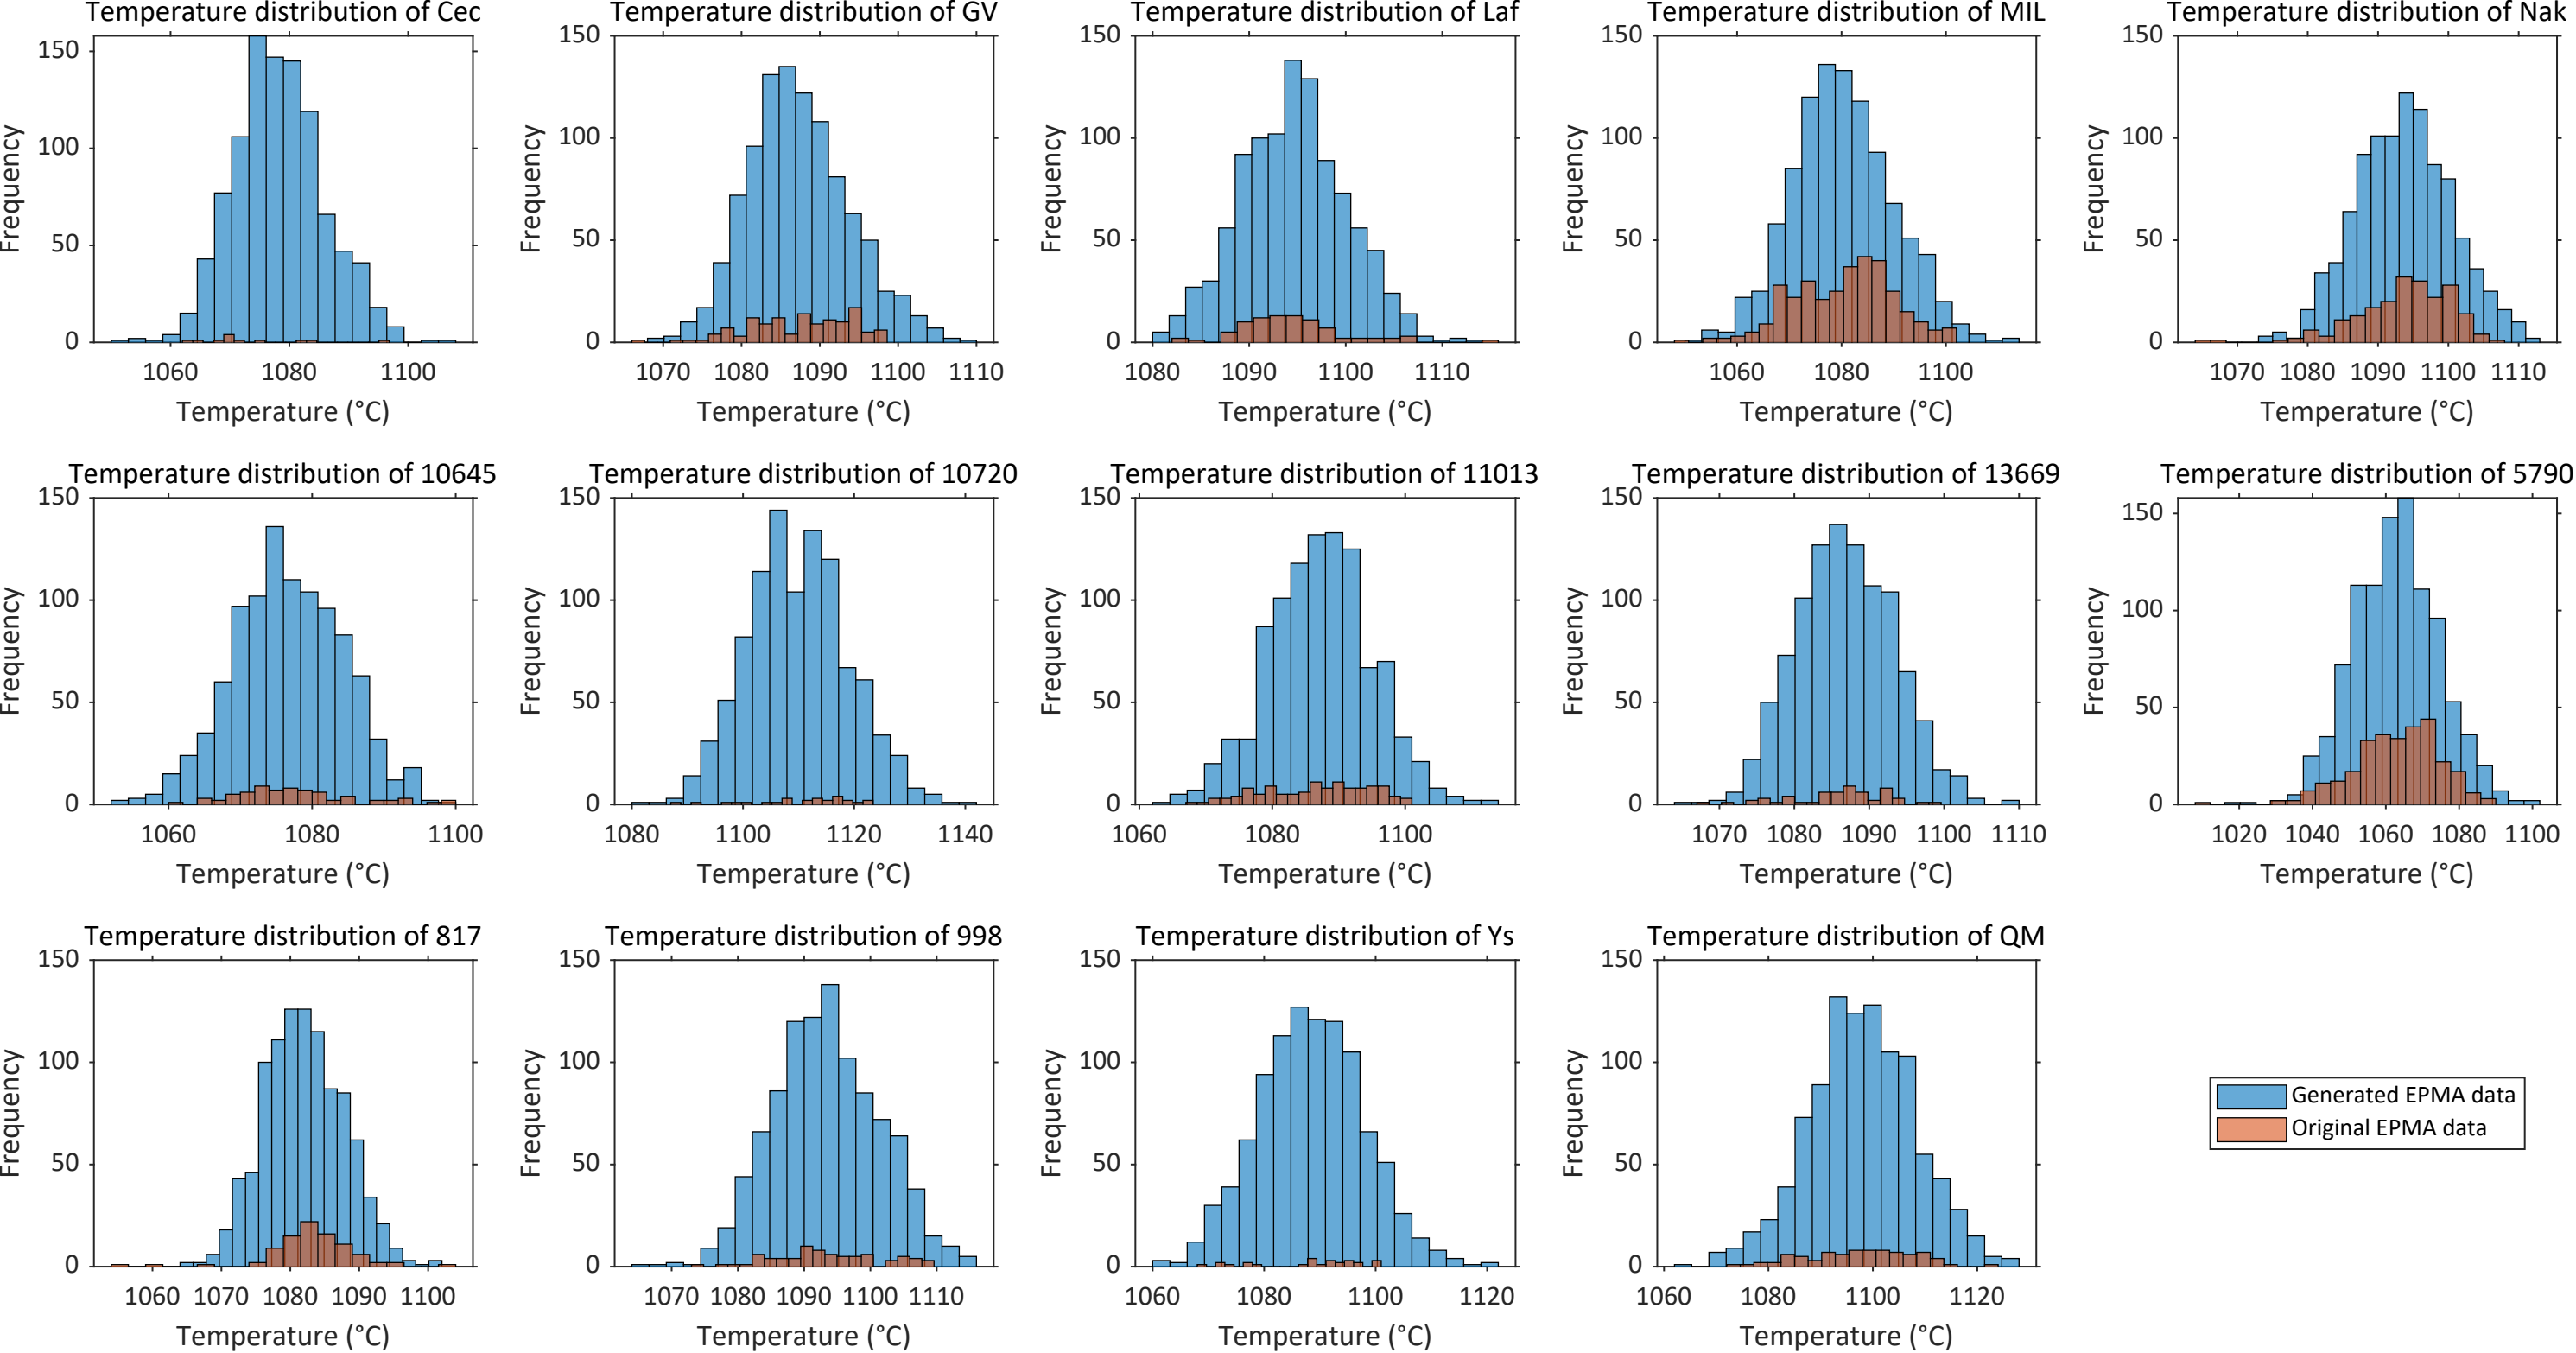 Temperature distribution of Cec
150
100
50
0
Frequency
1060 1080 1100
Temperature (°C)
Temperature distribution of GV
150
100
50
0
Frequency
1070 1080 1090 1100 1110
Temperature (°C)
Temperature distribution of Laf
150
100
50
0
Frequency
1080 1090 1100 1110
Temperature (°C)
Temperature distribution of MIL
150
100
50
0
Frequency
1060 1080 1100
Temperature (°C)
Temperature distribution of Nak
150
100
50
0
Frequency
1070 1080 1090 1100 1110
Temperature (°C)
Temperature distribution of 10645
150
100
50
0
Frequency
1060 1080 1100
Temperature (°C)
Temperature distribution of 10720
150
100
50
0
Frequency
1080 1100 1120 1140
Temperature (°C)
Temperature distribution of 11013
150
100
50
0
Frequency
1060 1080 1100
Temperature (°C)
Temperature distribution of 13669
150
100
50
0
Frequency
1070 1080 1090 1100 1110
Temperature (°C)
Temperature distribution of 5790
150
100
50
0
Frequency
1020 1040 1060 1080 1100
Temperature (°C)
Temperature distribution of 817
150
100
50
0
Frequency
1060 1070 1080 1090 1100
Temperature (°C)
Temperature distribution of 998
150
100
50
0
Frequency
1070 1080 1090 1100 1110
Temperature (°C)
Temperature distribution of Ys
150
100
50
0
Frequency
1060 1080 1100 1120
Temperature (°C)
Temperature distribution of QM
150
100
50
0
Frequency
1060 1080 1100 1120
Temperature (°C)
Generated EPMA data
Original EPMA data